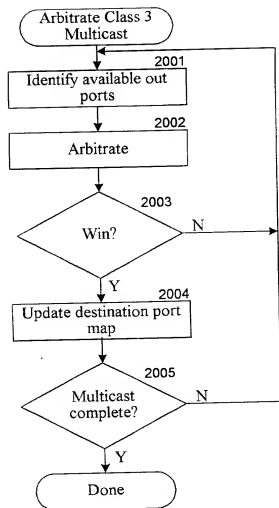 Arbitrate Class 3
Multicast
2001
Identify available out
ports
2002
Arbitrate
2003
Win?
N
Y
2004
Update destination port
map
2005
Multicast
complete?
N
Y
Done